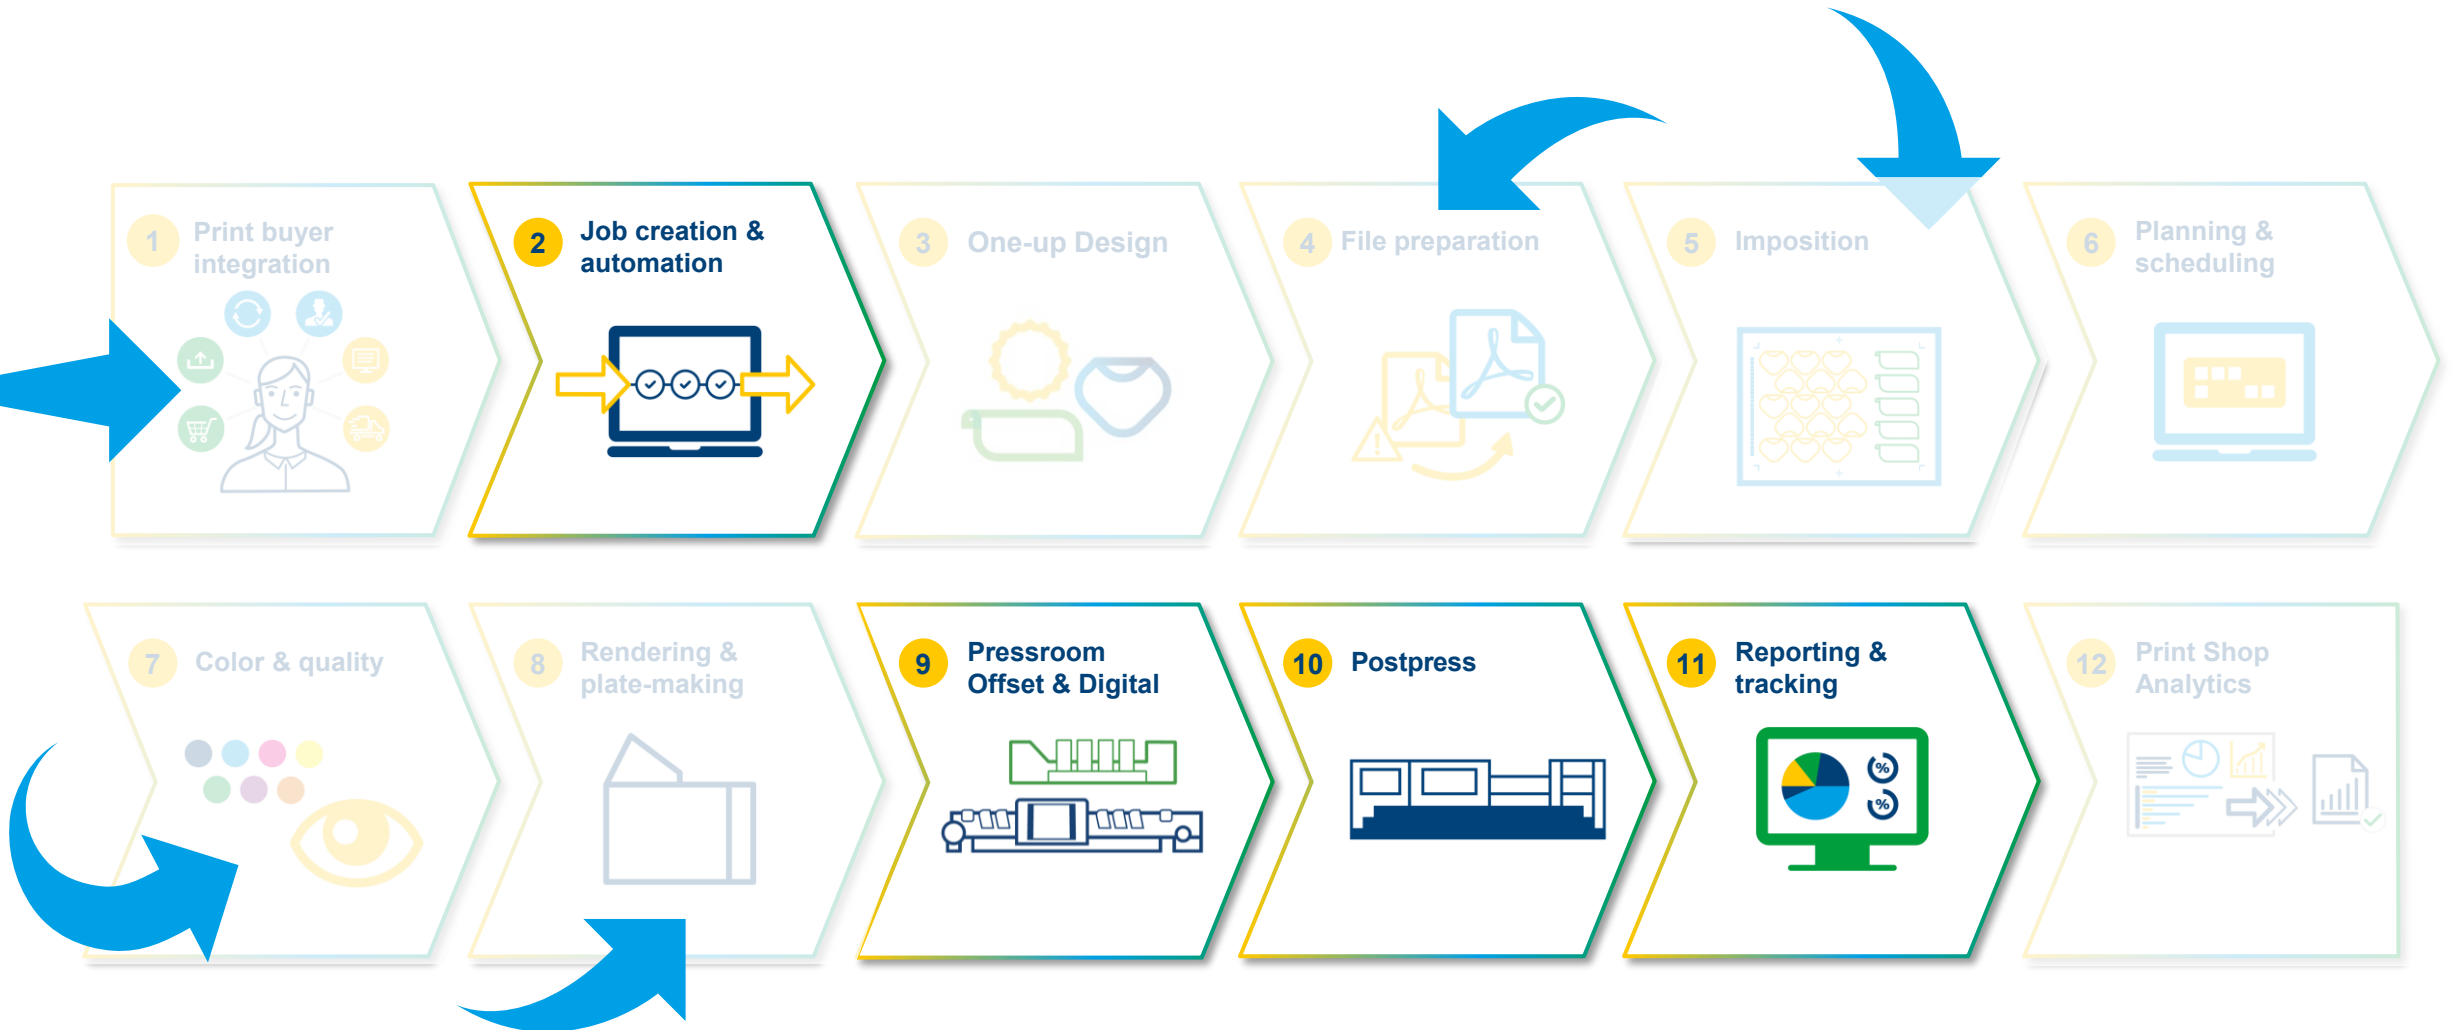 1
Print buyer
integration
2
Job creation &
automation
3
One-up Design
4
File preparation
5
Imposition
6
Planning &
scheduling
7
Color & quality
8
Rendering &
plate-making
9
Pressroom
Offset & Digital
10
Postpress
11
Reporting &
tracking
%
%
12
Print Shop
Analytics